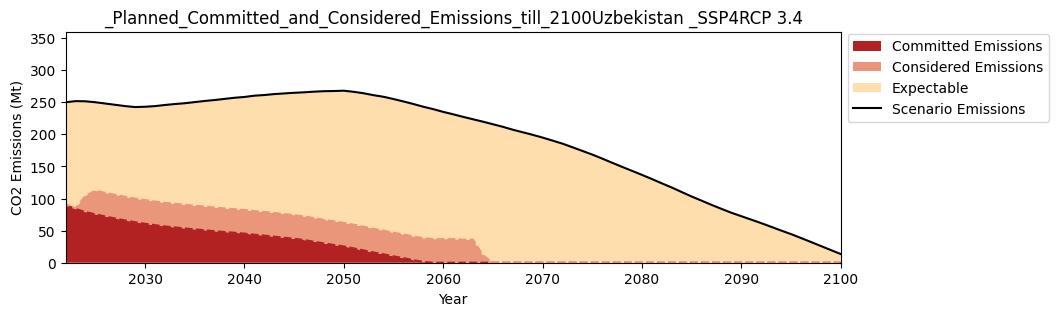 _Planned_Committed_and_Considered_Emissions_till_2100Uzbekistan _SSP4RCP 3.4
CO2 Emissions (Mt)
350
300
250
200
150
100
50
0
2030
2040
2050
2060
2070
2080
2090
2100
Year
Committed Emissions
Considered Emissions
Expectable
Scenario Emissions